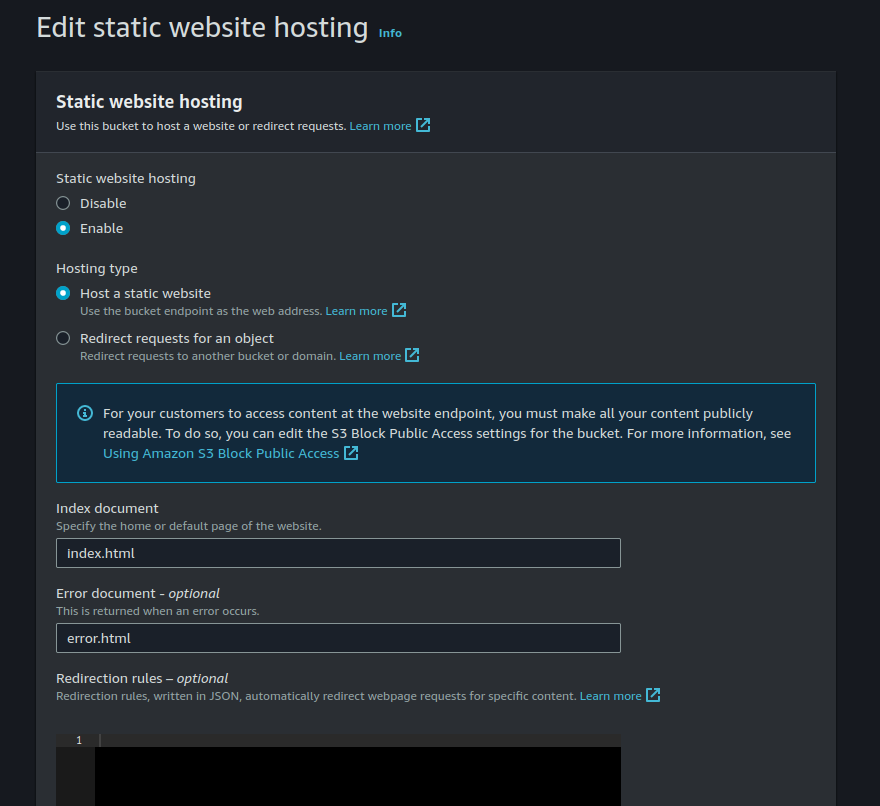 Edit static website hosting Info
Static website hosting
Use this bucket to host a website or redirect requests. Learn more
Static website hosting
Disable
Enable
Hosting type
Host a static website
Use the bucket endpoint as the web address. Learn more
Redirect requests for an object
Redirect requests to another bucket or domain. Learn more
For your customers to access content at the website endpoint, you must make all your content publicly
readable. To do so, you can edit the S3 Block Public Access settings for the bucket. For more information, see
Using Amazon S3 Block Public Access
Index document
Specify the home or default page of the website.
index.html
Error document - optional
This is returned when an error occurs.
error.html
Redirection rules – optional
Redirection rules, written in JSON, automatically redirect webpage requests for specific content. Learn more
1